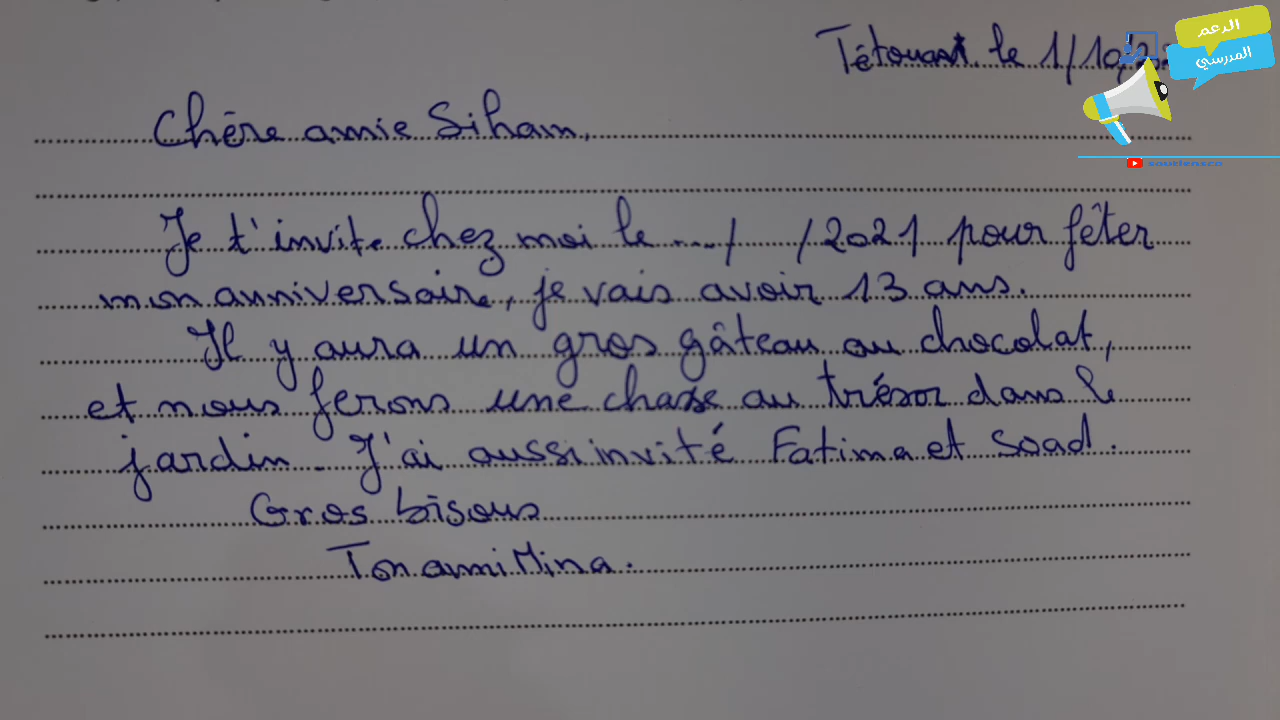 الدعم
المدرسي
Tétouan le 1/10/2
Chère amie Siham,
Je t'invite chez moi le ..../ /2021 pour fêter
mon anniversaire, je vais avoir 13 ans.
Il y aura un gros gâteau au chocolat,
et nous ferons une chasse au trésor dans le
jardin. J'ai aussi invité Fatima et Soad.
Gros bisous
Ton ami Mina.